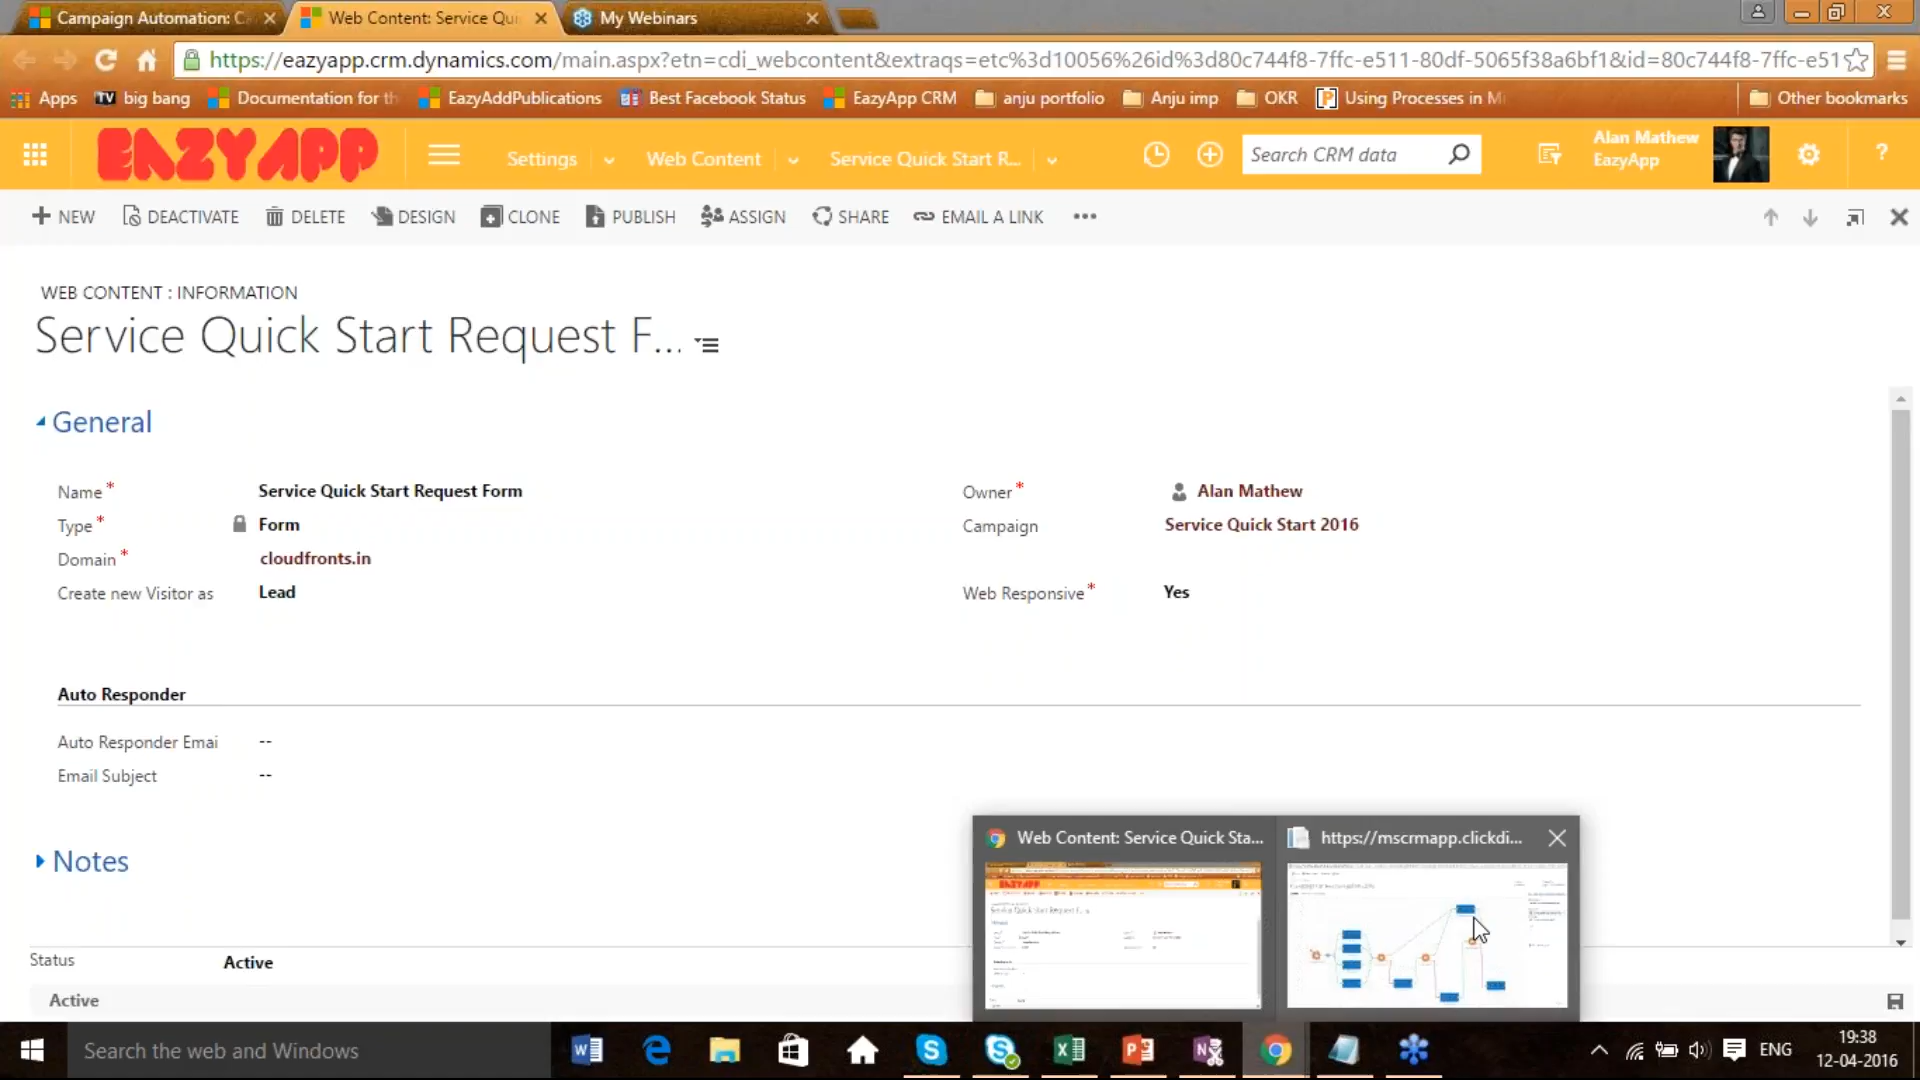 Campaign Automation: Ca
Web Content: Service Qui
My Webinars
https://eazyapp.crm.dynamics.com/main.aspx?etn=cdi_webcontent&extraqs=etc%3d10056%26id%3d80c744f8-7ffc-e511-80df-5065f38a6bf1&id=80c744f8-7ffc-e51
Apps
TV big bang
Documentation for th
EazyAddPublications
Best Facebook Status
EazyApp CRM
anju portfolio
Anju imp
OKR
Using Processes in Mi
Other bookmarks
EAZYAPP
Settings
Web Content
Service Quick Start R...
Search CRM data
Alan Mathew
EazyApp
?
NEW
DEACTIVATE
DELETE
DESIGN
CLONE
PUBLISH
ASSIGN
SHARE
EMAIL A LINK
WEB CONTENT : INFORMATION
Service Quick Start Request F...
General
Name *
Service Quick Start Request Form
Owner *
Alan Mathew
Type *
Form
Campaign
Service Quick Start 2016
Domain *
cloudfronts.in
Create new Visitor as
Lead
Web Responsive *
Yes
Auto Responder
Auto Responder Emai
--
Email Subject
--
Notes
Web Content: Service Quick Sta...
https://mscrmapp.clickdi...
Status
Active
Active
Search the web and Windows
ENG
19:38
12-04-2016